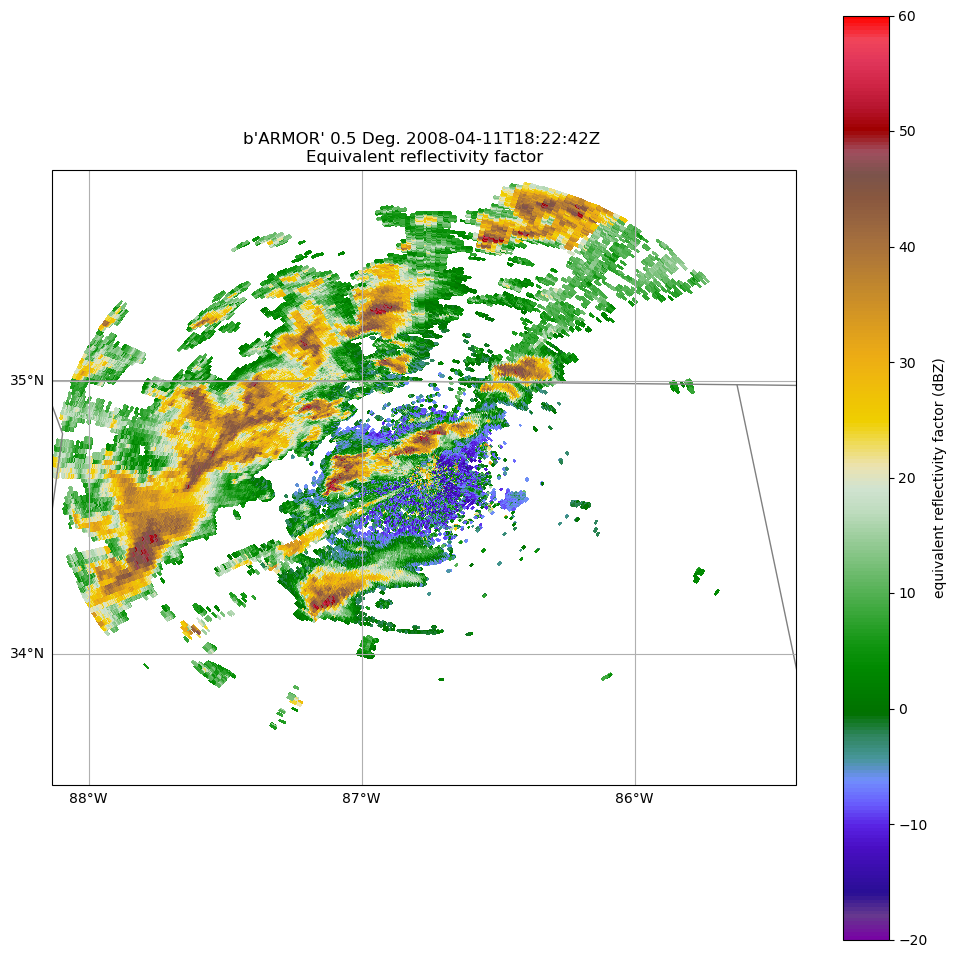 b'ARMOR' 0.5 Deg. 2008-04-11T18:22:42Z
Equivalent reflectivity factor
35°N
34°N
88°W
87°W
86°W
60
50
40
30
20
10
0
−10
−20
equivalent reflectivity factor (dBZ)